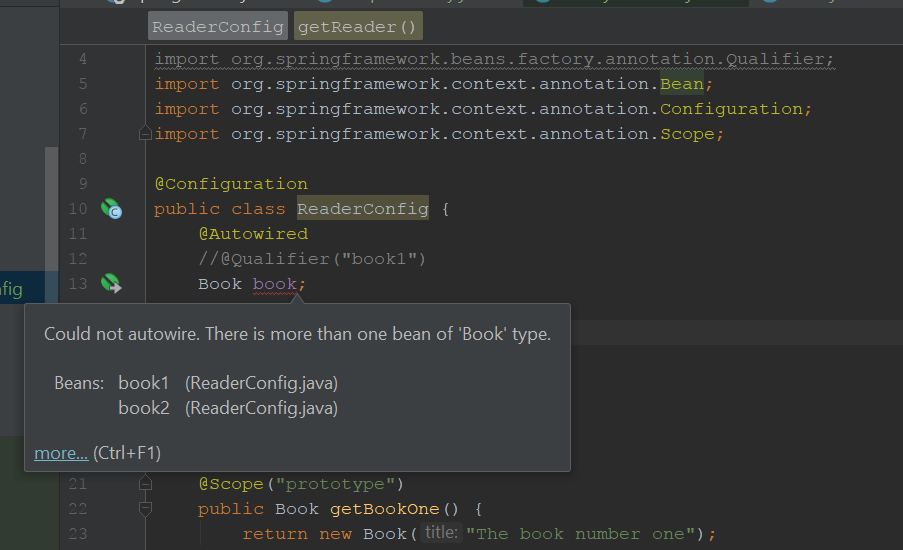 ReaderConfig getReader()
4 import org.springframework.beans.factory.annotation.Qualifier;
5 import org.springframework.context.annotation.Bean;
6 import org.springframework.context.annotation.Configuration;
7 import org.springframework.context.annotation.Scope;
8
9 @Configuration
10 public class ReaderConfig {
11 @Autowired
12 //@Qualifier("book1")
13 Book book;
fig
Could not autowire. There is more than one bean of 'Book' type.
Beans: book1 (ReaderConfig.java)
book2 (ReaderConfig.java)
more... (Ctrl+F1)
21 @Scope("prototype")
22 public Book getBookOne() {
23 return new Book( title: "The book number one");